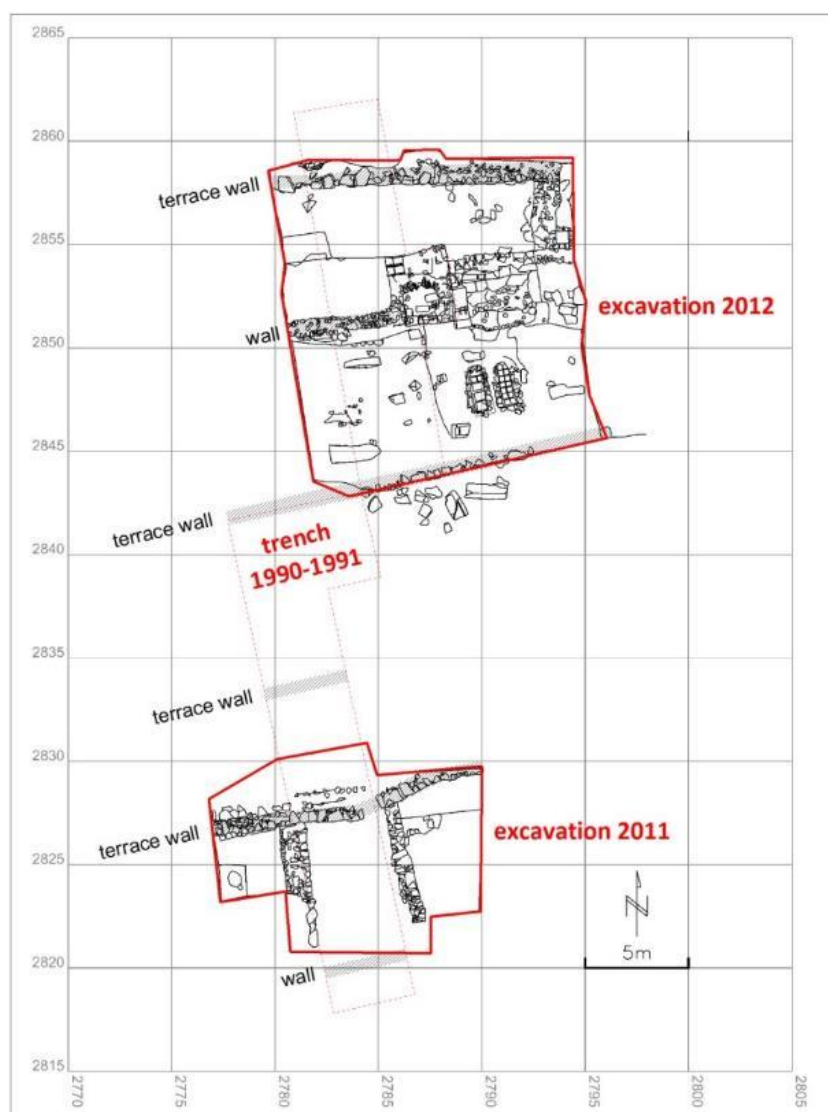 2865
2860
terrace wall
2855
excavation 2012
wall
2850
2845
terrace wall
trench
1990-1991
2840
2835
terrace wall
2830
terrace wall
excavation 2011
2825
N
5m
wall
2820
2815
2770
2775
2780
2785
2790
2795
2800
2805